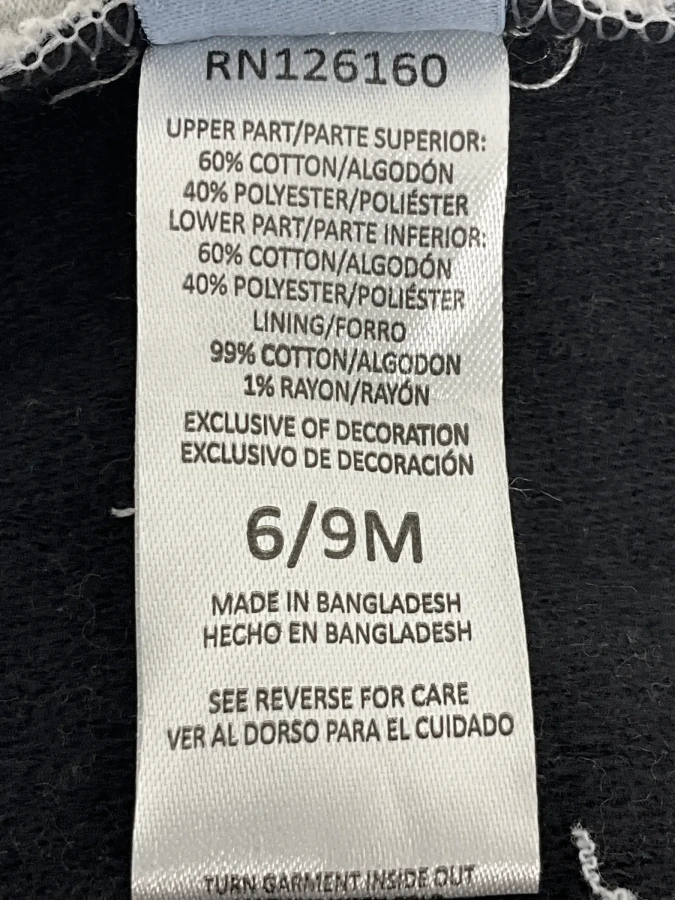 RN126160
UPPER PART/PARTE SUPERIOR:
60% COTTON/ALGODÓN
40% POLYESTER/POLIÉSTER
LOWER PART/PARTE INFERIOR:
60% COTTON/ALGODÓN
40% POLYESTER/POLIÉSTER
LINING/FORRO
99% COTTON/ALGODON
1% RAYON/RAYÓN
EXCLUSIVE OF DECORATION
EXCLUSIVO DE DECORACIÓN
6/9M
MADE IN BANGLADESH
HECHO EN BANGLADESH
SEE REVERSE FOR CARE
VER AL DORSO PARA EL CUIDADO
TURN GARMENT INSIDE OUT